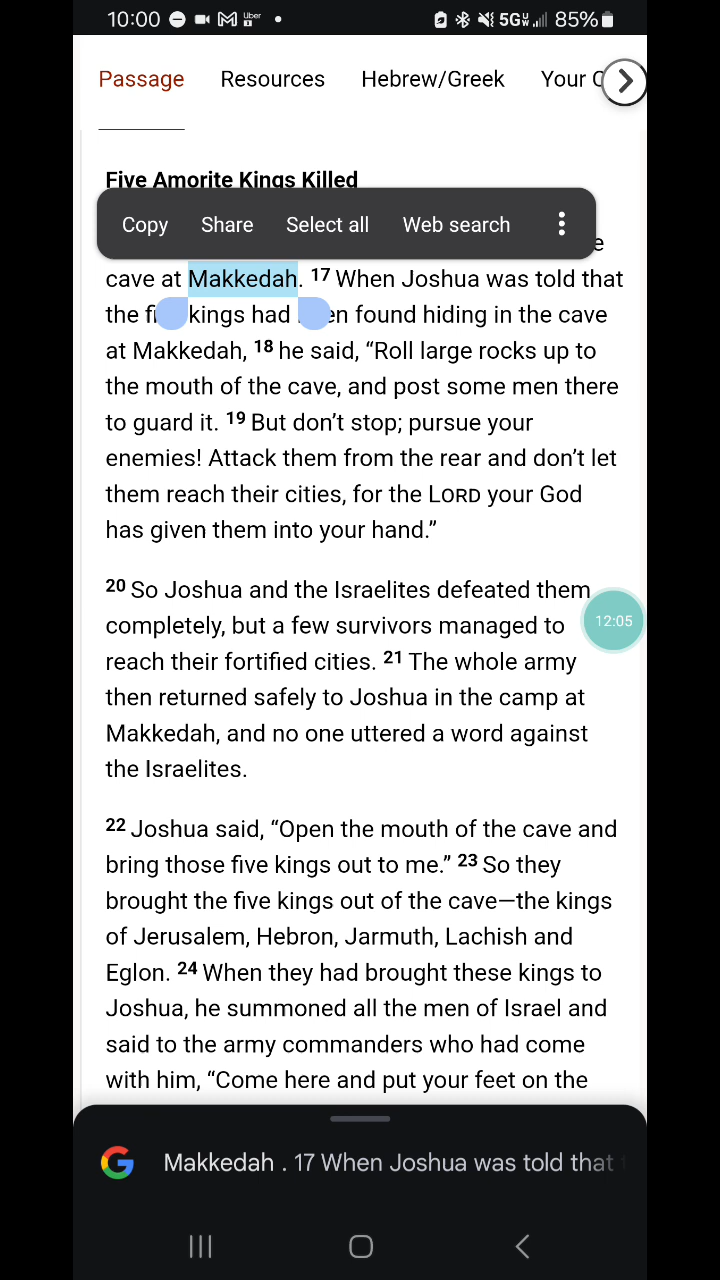 10:00 Uber 5G 85%
Passage Resources Hebrew/Greek Your
Five Amorite Kings Killed
Copy Share Select all Web search
cave at Makkedah. 17 When Joshua was told that
the kings had found hiding in the cave
at Makkedah, 18 he said, “Roll large rocks up to
the mouth of the cave, and post some men there
to guard it. 19 But don’t stop; pursue your
enemies! Attack them from the rear and don’t let
them reach their cities, for the LORD your God
has given them into your hand.”
20 So Joshua and the Israelites defeated them
completely, but a few survivors managed to
12:05
reach their fortified cities. 21 The whole army
then returned safely to Joshua in the camp at
Makkedah, and no one uttered a word against
the Israelites.
22 Joshua said, “Open the mouth of the cave and
bring those five kings out to me.” 23 So they
brought the five kings out of the cave—the kings
of Jerusalem, Hebron, Jarmuth, Lachish and
Eglon. 24 When they had brought these kings to
Joshua, he summoned all the men of Israel and
said to the army commanders who had come
with him, “Come here and put your feet on the
Makkedah . 17 When Joshua was told that